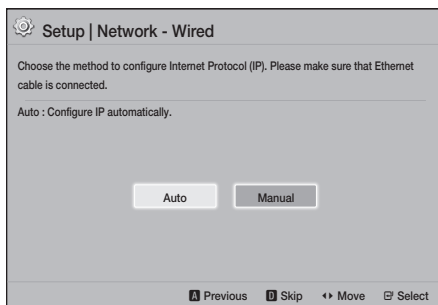 Setup | Network - Wired
Choose the method to configure Internet Protocol (IP). Please make sure that Ethernet
cable is connected.
Auto : Configure IP automatically.
Auto Manual
A Previous D Skip Move Select